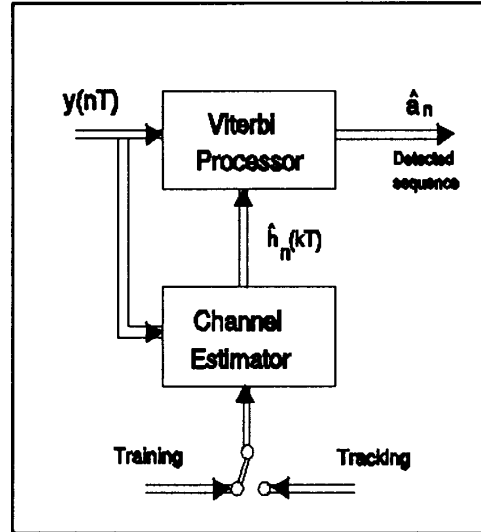 y(nT)
Viterbi
Processor
â_n
Detected
sequence
ĥ_n(kT)
Channel
Estimator
Training
Tracking